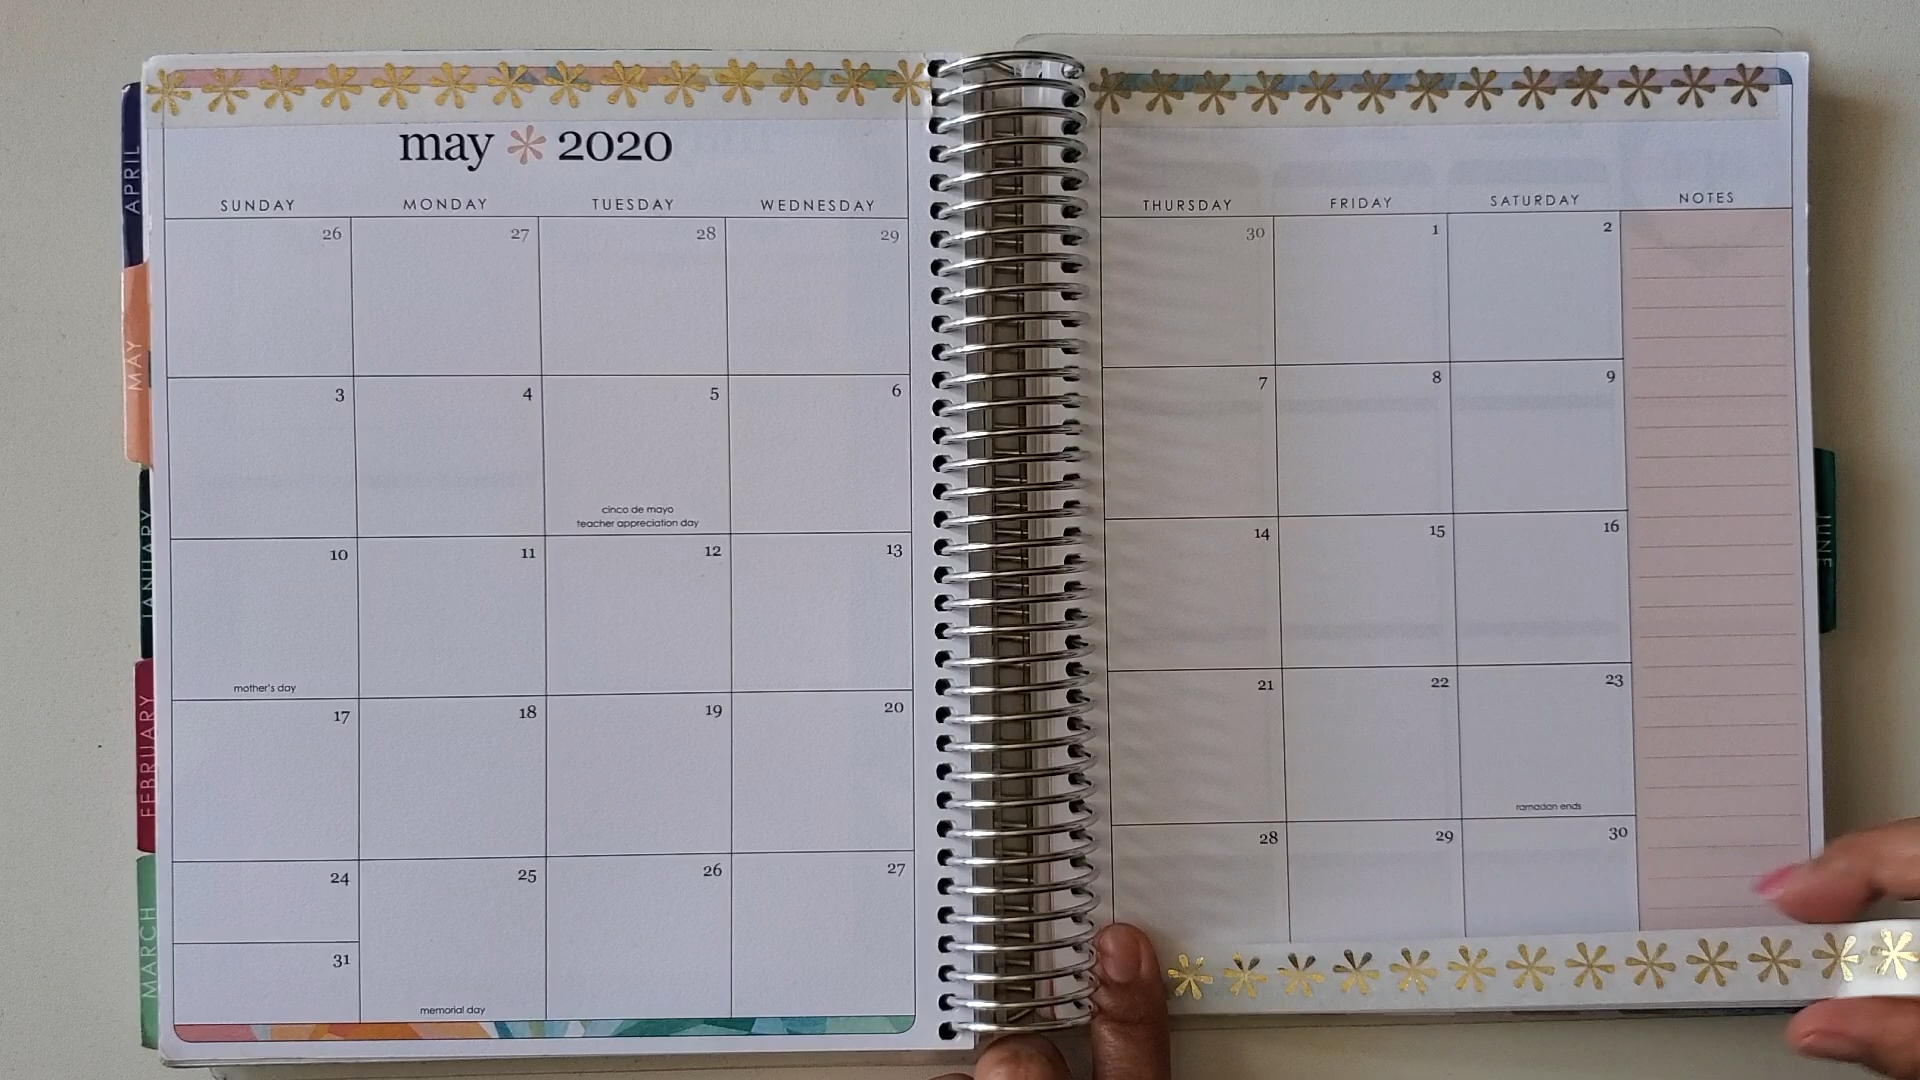 may 2020
SUNDAY MONDAY TUESDAY WEDNESDAY THURSDAY FRIDAY SATURDAY NOTES
26 27 28 29 30 1 2
3 4 5 6 7 8 9
cinco de mayo
teacher appreciation day
10 11 12 13 14 15 16
mother's day
17 18 19 20 21 22 23
ramadan ends
24 25 26 27 28 29 30
31
memorial day
APRIL
MAY
JANUARY
FEBRUARY
MARCH
JUNE